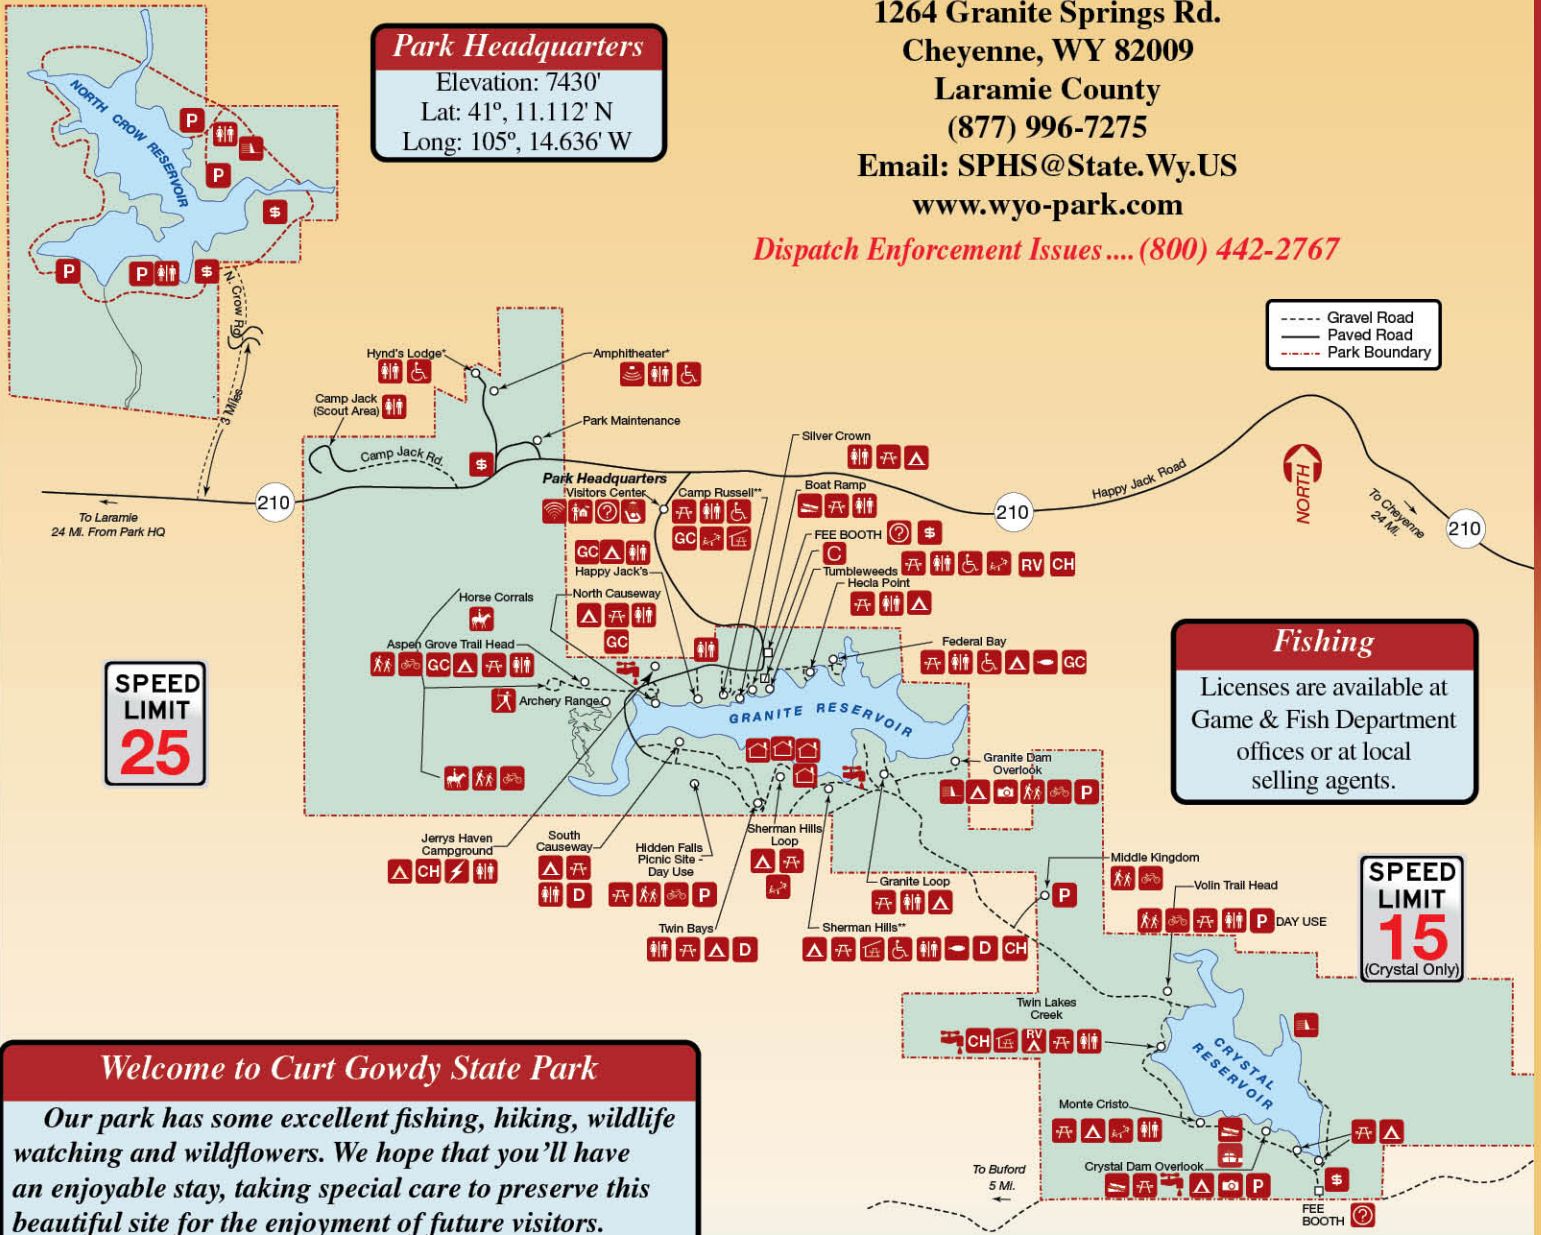 1264 Granite Springs Rd.
Cheyenne, WY 82009
Laramie County
(877) 996-7275
Email: SPHS@State.Wy.US
www.wyo-park.com
Dispatch Enforcement Issues .... (800) 442-2767
Park Headquarters
Elevation: 7430'
Lat: 41º, 11.112' N
Long: 105º, 14.636' W
NORTH CROW RESERVOIR
P
P
$
P
P
$
N. Crow Rd.
3 Miles
Gravel Road
Paved Road
Park Boundary
Hynd's Lodge*
Amphitheater*
Camp Jack
(Scout Area)
Park Maintenance
Camp Jack Rd.
$
210
To Laramie
24 Mi. From Park HQ
Happy Jack Road
210
NORTH
To Cheyenne
24 Mi.
210
Silver Crown
Park Headquarters
Visitors Center
?
Camp Russell**
GC
Boat Ramp
FEE BOOTH ? $
C
Tumbleweeds
RV CH
Hecla Point
GC
Happy Jack's
North Causeway
GC
Horse Corrals
Aspen Grove Trail Head
GC
Archery Range
Federal Bay
GC
GRANITE RESERVOIR
Granite Dam
Overlook
P
SPEED
LIMIT
25
Fishing
Licenses are available at
Game & Fish Department
offices or at local
selling agents.
Jerrys Haven
Campground
CH
South
Causeway
D
Hidden Falls
Picnic Site -
Day Use
P
Sherman Hills
Loop
Twin Bays
D
Granite Loop
Sherman Hills**
D CH
Middle Kingdom
P
Volin Trail Head
P DAY USE
SPEED
LIMIT
15
(Crystal Only)
Twin Lakes
Creek
CH RV
CRYSTAL
RESERVOIR
Monte Cristo
Crystal Dam Overlook
P
$
FEE
BOOTH ?
To Buford
5 Mi.
Welcome to Curt Gowdy State Park
Our park has some excellent fishing, hiking, wildlife
watching and wildflowers. We hope that you'll have
an enjoyable stay, taking special care to preserve this
beautiful site for the enjoyment of future visitors.